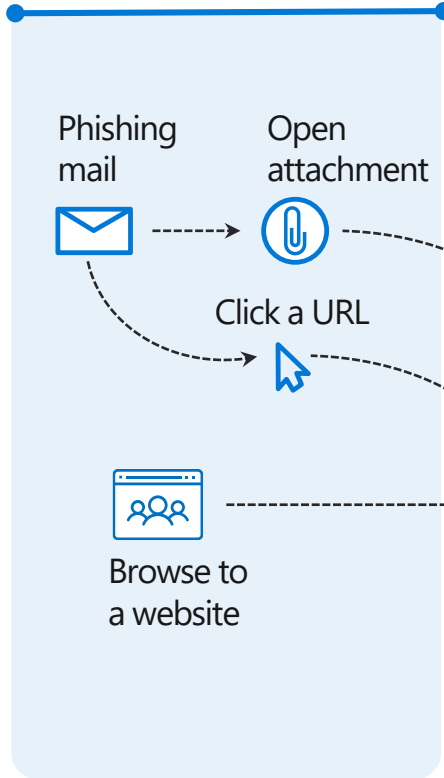 Phishing
mail
Open
attachment
Click a URL
Browse to
a website